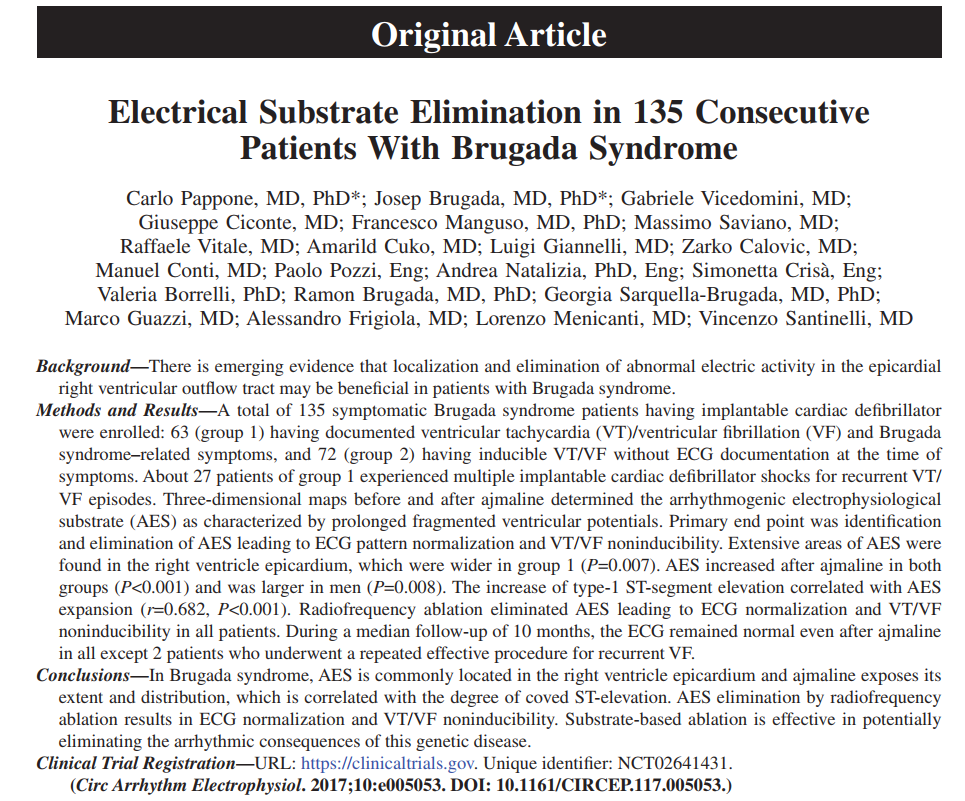 Original Article
Electrical Substrate Elimination in 135 Consecutive
Patients With Brugada Syndrome
Carlo Pappone, MD, PhD*; Josep Brugada, MD, PhD*; Gabriele Vicedomini, MD;
Giuseppe Ciconte, MD; Francesco Manguso, MD, PhD; Massimo Saviano, MD;
Raffaele Vitale, MD; Amarild Cuko, MD; Luigi Giannelli, MD; Zarko Calovic, MD;
Manuel Conti, MD; Paolo Pozzi, Eng; Andrea Natalizia, PhD, Eng; Simonetta Crisà, Eng;
Valeria Borrelli, PhD; Ramon Brugada, MD, PhD; Georgia Sarquella-Brugada, MD, PhD;
Marco Guazzi, MD; Alessandro Frigiola, MD; Lorenzo Menicanti, MD; Vincenzo Santinelli, MD
Background—There is emerging evidence that localization and elimination of abnormal electric activity in the epicardial
right ventricular outflow tract may be beneficial in patients with Brugada syndrome.
Methods and Results—A total of 135 symptomatic Brugada syndrome patients having implantable cardiac defibrillator
were enrolled: 63 (group 1) having documented ventricular tachycardia (VT)/ventricular fibrillation (VF) and Brugada
syndrome–related symptoms, and 72 (group 2) having inducible VT/VF without ECG documentation at the time of
symptoms. About 27 patients of group 1 experienced multiple implantable cardiac defibrillator shocks for recurrent VT/
VF episodes. Three-dimensional maps before and after ajmaline determined the arrhythmogenic electrophysiological
substrate (AES) as characterized by prolonged fragmented ventricular potentials. Primary end point was identification
and elimination of AES leading to ECG pattern normalization and VT/VF noninducibility. Extensive areas of AES were
found in the right ventricle epicardium, which were wider in group 1 (P=0.007). AES increased after ajmaline in both
groups (P<0.001) and was larger in men (P=0.008). The increase of type-1 ST-segment elevation correlated with AES
expansion (r=0.682, P<0.001). Radiofrequency ablation eliminated AES leading to ECG normalization and VT/VF
noninducibility in all patients. During a median follow-up of 10 months, the ECG remained normal even after ajmaline
in all except 2 patients who underwent a repeated effective procedure for recurrent VF.
Conclusions—In Brugada syndrome, AES is commonly located in the right ventricle epicardium and ajmaline exposes its
extent and distribution, which is correlated with the degree of coved ST-elevation. AES elimination by radiofrequency
ablation results in ECG normalization and VT/VF noninducibility. Substrate-based ablation is effective in potentially
eliminating the arrhythmic consequences of this genetic disease.
Clinical Trial Registration—URL: https://clinicaltrials.gov. Unique identifier: NCT02641431.
(Circ Arrhythm Electrophysiol. 2017;10:e005053. DOI: 10.1161/CIRCEP.117.005053.)